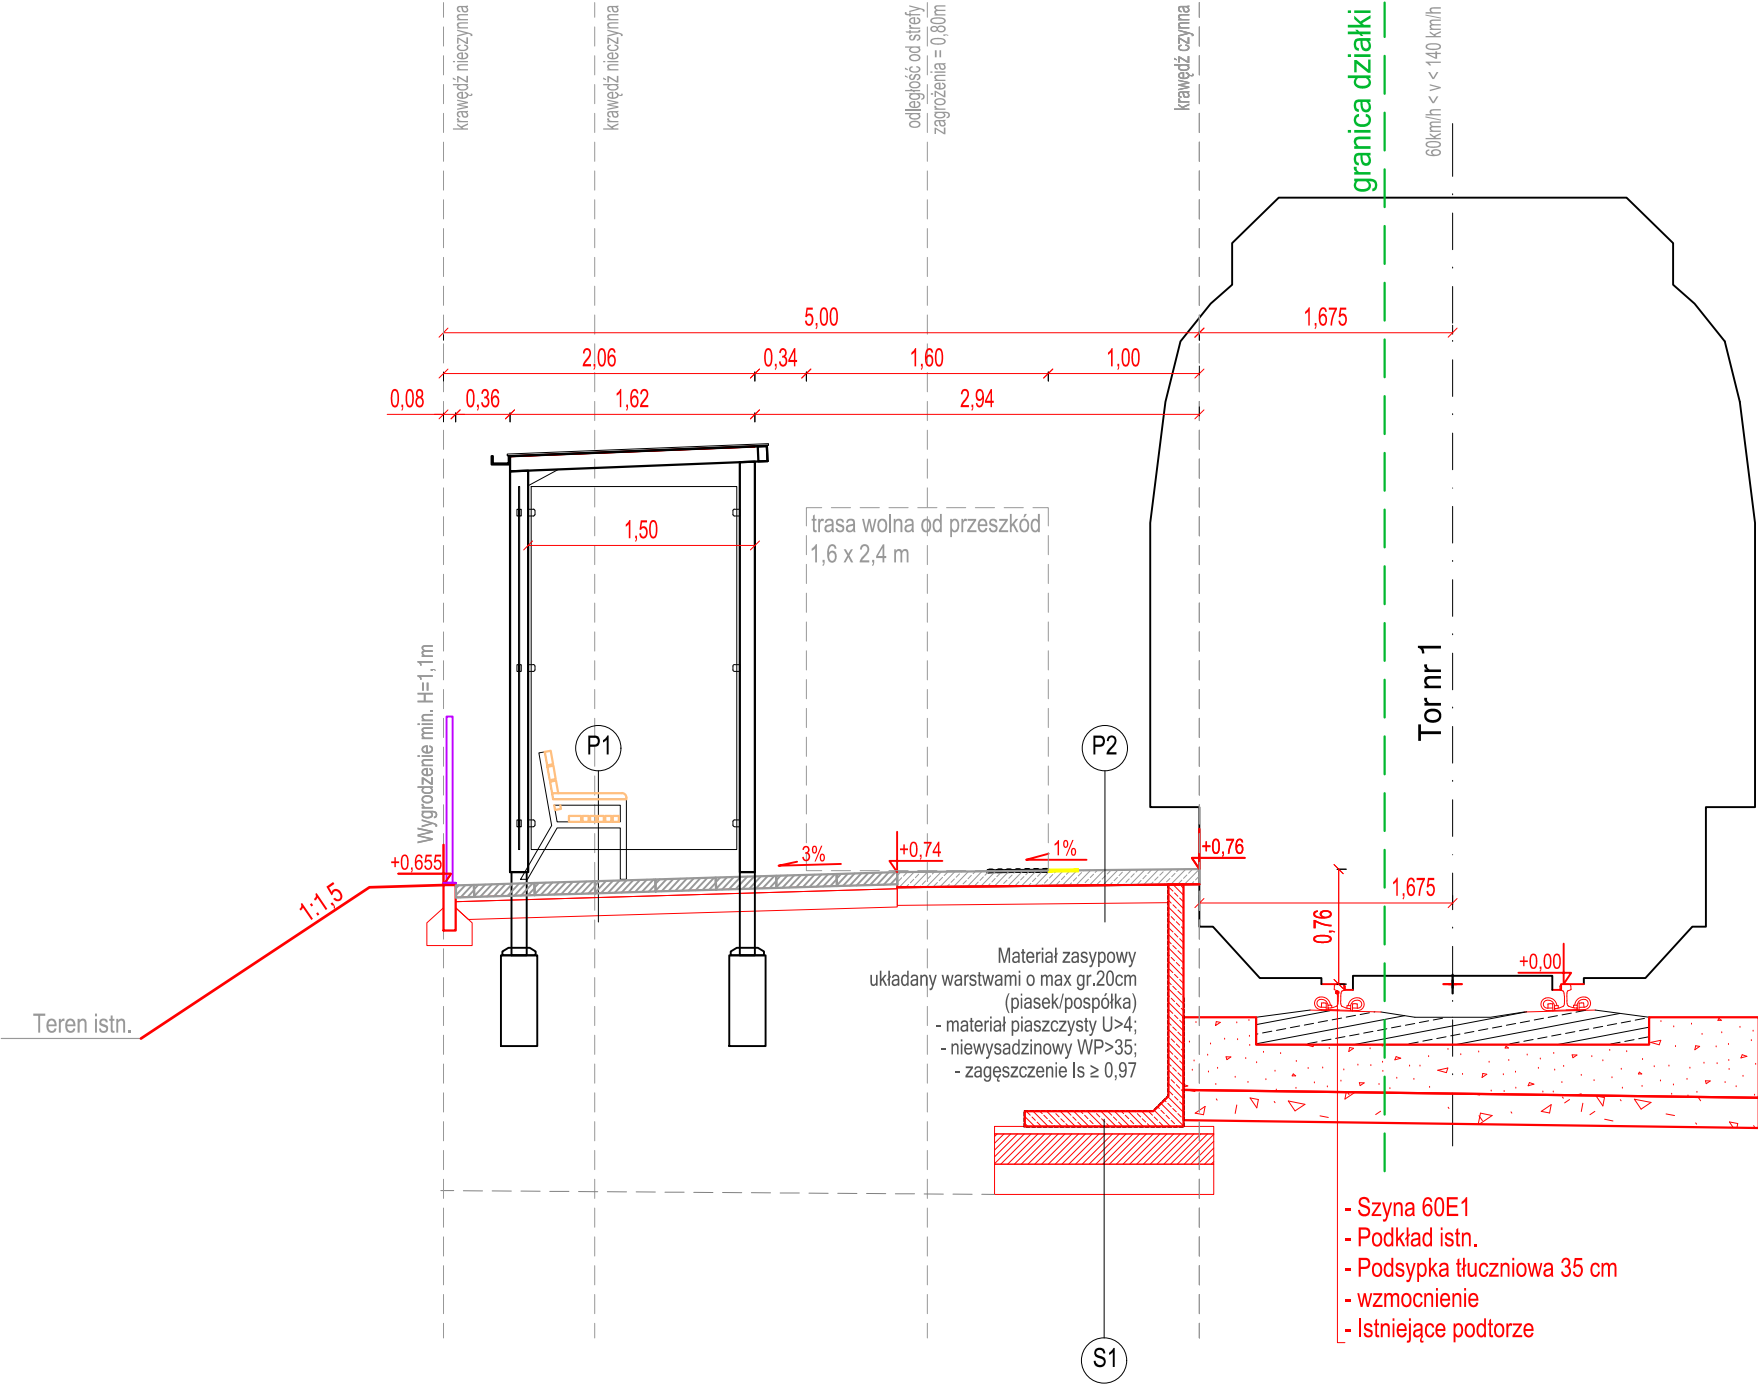 krawędź nieczynna
krawędź nieczynna
odległość od strefy
zagrożenia = 0,80m
krawędź czynna
granica działki
60km/h < v < 140 km/h
5,00
1,675
2,06
0,34
1,60
1,00
0,08
0,36
1,62
2,94
1,50
trasa wolna od przeszkód
1,6 x 2,4 m
Wygrodzenie min. H=1,1m
Tor nr 1
P1
P2
+0,655
3%
+0,74
1%
+0,76
1:1,5
1,675
0,76
+0,00
Materiał zasypowy
układany warstwami o max gr.20cm
(piasek/pospółka)
- materiał piaszczysty U>4;
- niewysadzinowy WP>35;
- zagęszczenie Is ≥ 0,97
Teren istn.
- Szyna 60E1
- Podkład istn.
- Podsypka tłuczniowa 35 cm
- wzmocnienie
- Istniejące podtorze
S1